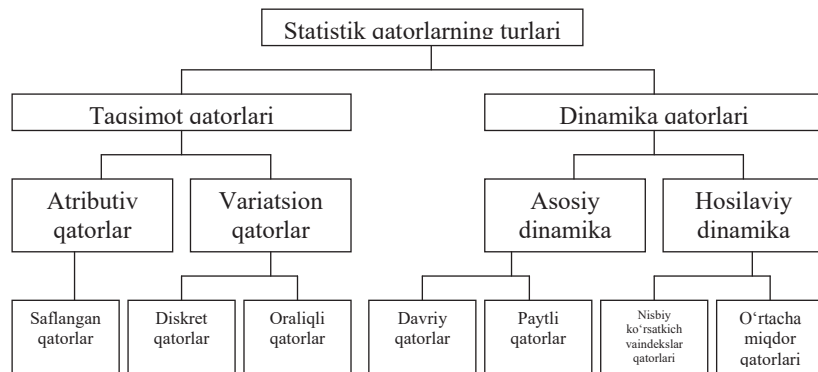 Statistik qatorlarning turlari
Taqsimot qatorlari
Dinamika qatorlari
Atributiv
qatorlar
Variatsion
qatorlar
Asosiy
dinamika
Hosilaviy
dinamika
Saflangan
qatorlar
Diskret
qatorlar
Oraliqli
qatorlar
Davriy
qatorlar
Paytli
qatorlar
Nisbiy
ko‘rsatkich
vaindekslar
qatorlari
O‘rtacha
miqdor
qatorlari